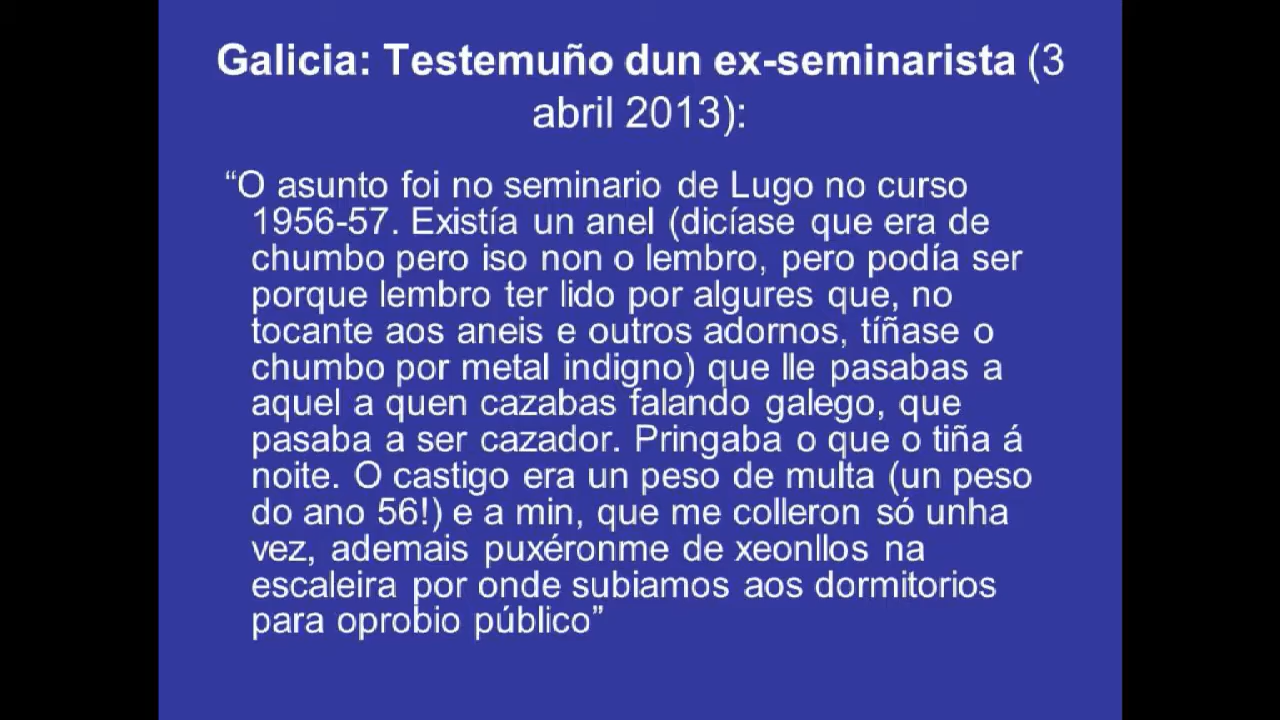 Galicia: Testemuño dun ex-seminarista (3
abril 2013):
“O asunto foi no seminario de Lugo no curso
1956-57. Existía un anel (dicíase que era de
chumbo pero iso non o lembro, pero podía ser
porque lembro ter lido por algures que, no
tocante aos aneis e outros adornos, tíñase o
chumbo por metal indigno) que lle pasabas a
aquel a quen cazabas falando galego, que
pasaba a ser cazador. Pringaba o que o tiña á
noite. O castigo era un peso de multa (un peso
do ano 56!) e a min, que me colleron só unha
vez, ademais puxéronme de xeonllos na
escaleira por onde subiamos aos dormitorios
para oprobio público”